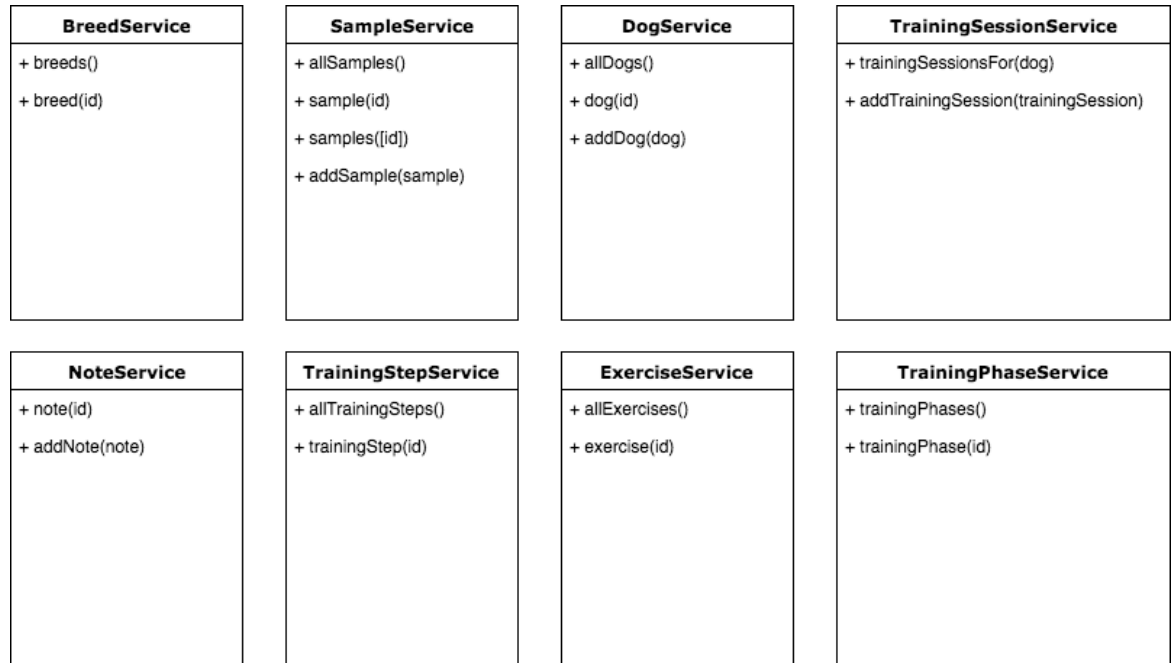 BreedService
+ breeds()
+ breed(id)
SampleService
+ allSamples()
+ sample(id)
+ samples([id])
+ addSample(sample)
DogService
+ allDogs()
+ dog(id)
+ addDog(dog)
TrainingSessionService
+ trainingSessionsFor(dog)
+ addTrainingSession(trainingSession)
NoteService
+ note(id)
+ addNote(note)
TrainingStepService
+ allTrainingSteps()
+ trainingStep(id)
ExerciseService
+ allExercises()
+ exercise(id)
TrainingPhaseService
+ trainingPhases()
+ trainingPhase(id)